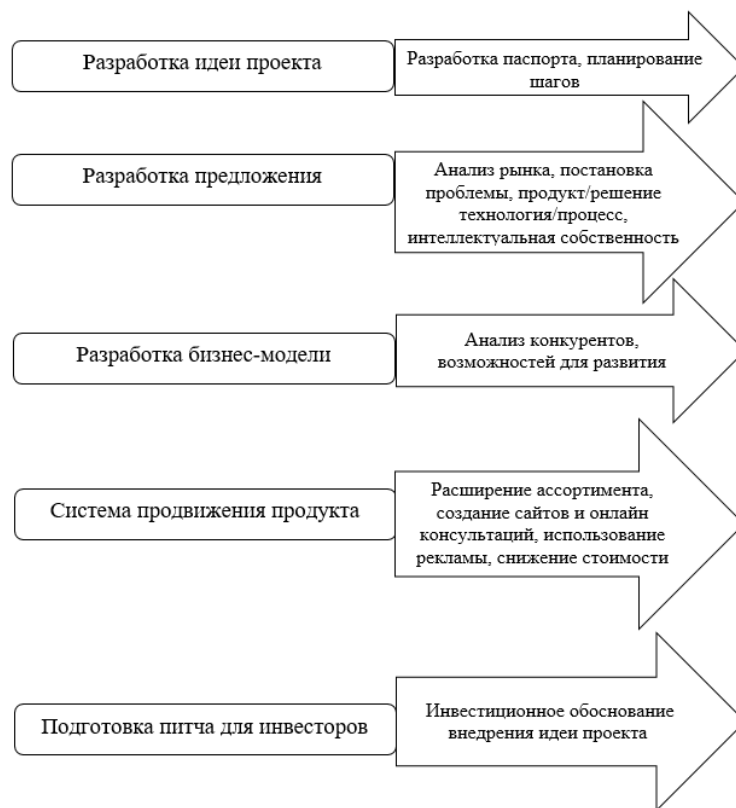 Разработка идеи проекта
Разработка паспорта, планирование
шагов
Разработка предложения
Анализ рынка, постановка
проблемы, продукт/решение
технология/процесс,
интеллектуальная собственность
Разработка бизнес-модели
Анализ конкурентов,
возможностей для развития
Система продвижения продукта
Расширение ассортимента,
создание сайтов и онлайн
консультаций, использование
рекламы, снижение стоимости
Подготовка питча для инвесторов
Инвестиционное обоснование
внедрения идеи проекта